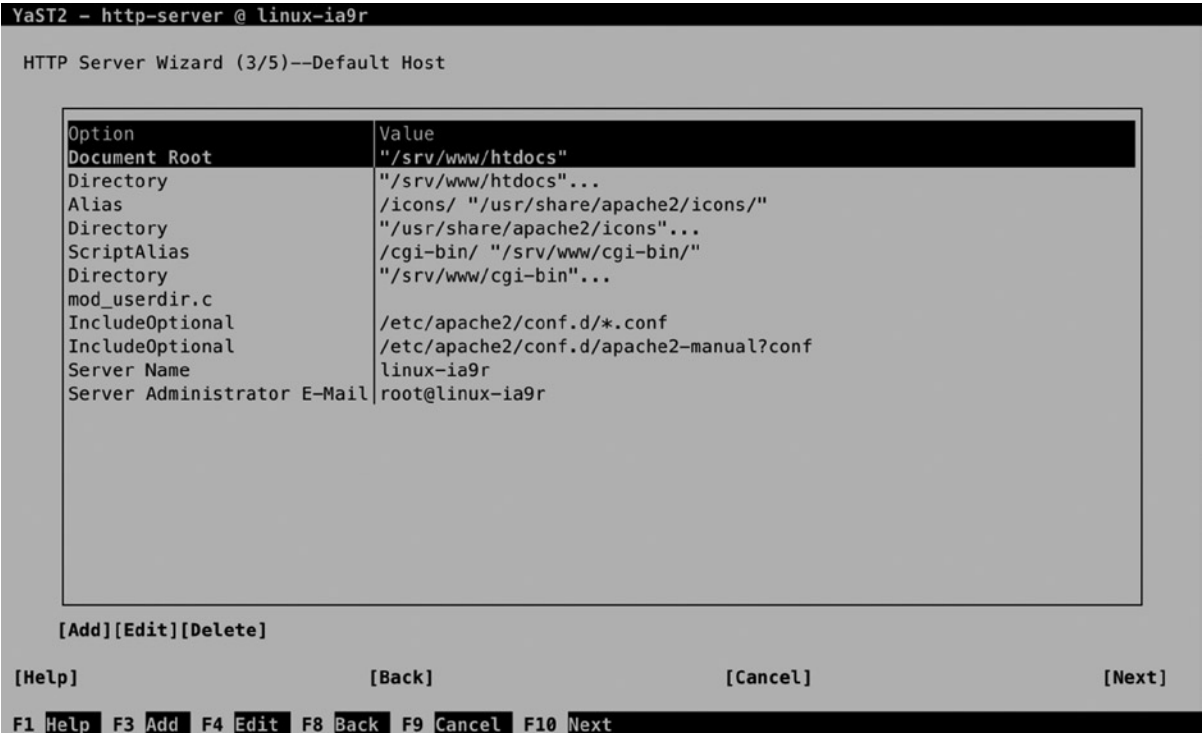 YaST2 - http-server @ linux-ia9r
HTTP Server Wizard (3/5)--Default Host
Option Value
Document Root "/srv/www/htdocs"
Directory "/srv/www/htdocs"...
Alias /icons/ "/usr/share/apache2/icons/"
Directory "/usr/share/apache2/icons"...
ScriptAlias /cgi-bin/ "/srv/www/cgi-bin/"
Directory "/srv/www/cgi-bin"...
mod_userdir.c
IncludeOptional /etc/apache2/conf.d/*.conf
IncludeOptional /etc/apache2/conf.d/apache2-manual?conf
Server Name linux-ia9r
Server Administrator E-Mail root@linux-ia9r
[Add][Edit][Delete]
[Help] [Back] [Cancel] [Next]
F1 Help F3 Add F4 Edit F8 Back F9 Cancel F10 Next